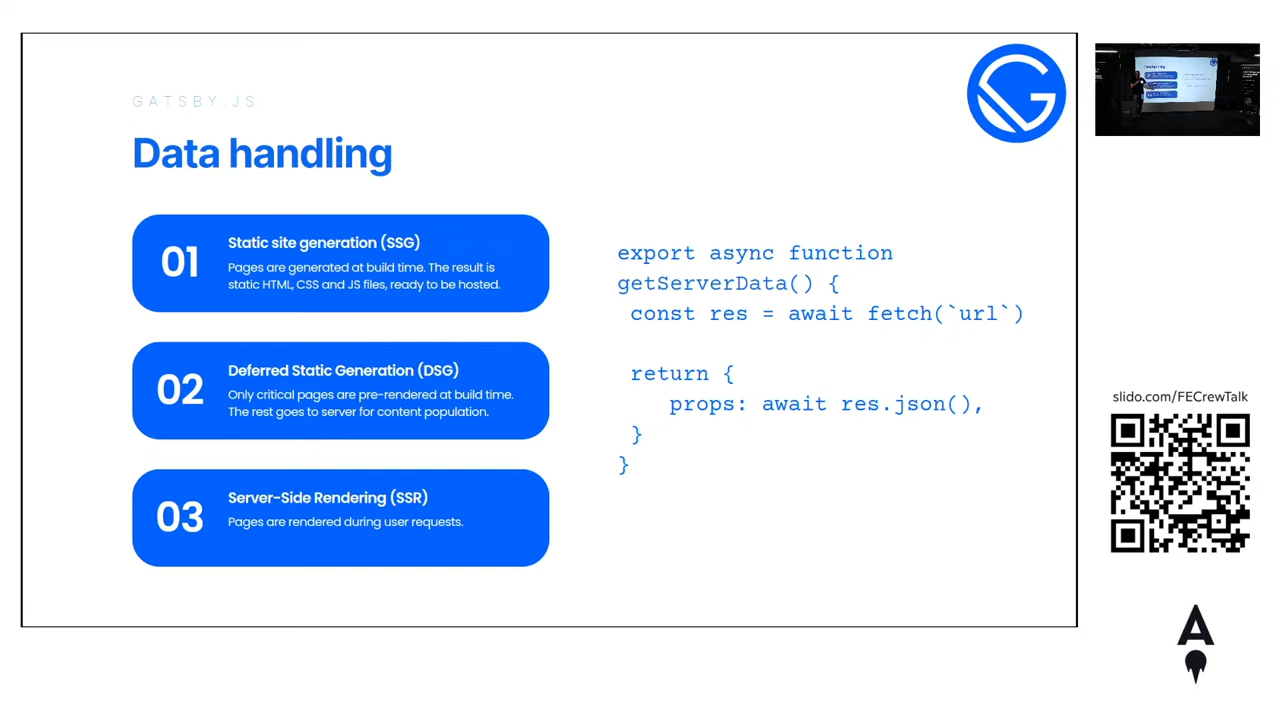 GATSBY.JS
Data handling
01
Static site generation (SSG)
Pages are generated at build time. The result is
static HTML, CSS and JS files, ready to be hosted.
02
Deferred Static Generation (DSG)
Only critical pages are pre-rendered at build time.
The rest goes to server for content population.
03
Server-Side Rendering (SSR)
Pages are rendered during user requests.
export async function
getServerData() {
const res = await fetch(`url`)
return {
props: await res.json(),
}
}
slido.com/FECrewTalk